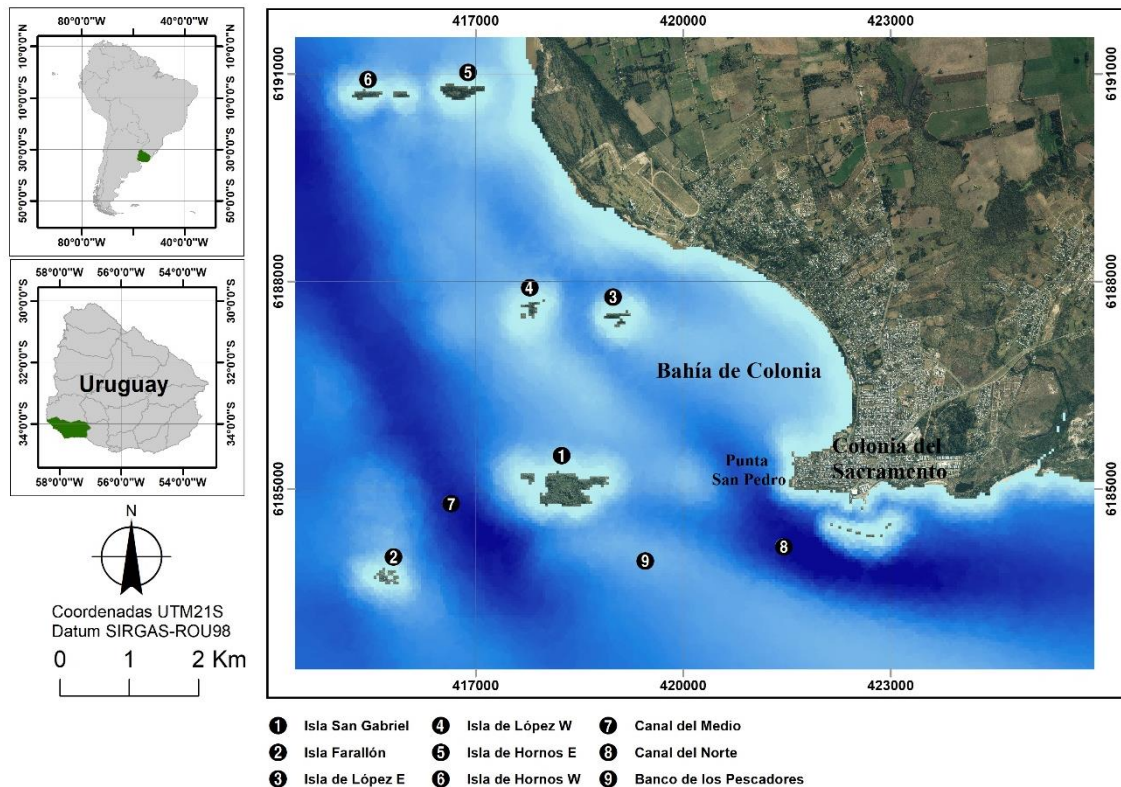 80°0'0"W 40°0'0"W
10°0'0"N
10°0'0"S
30°0'0"S
50°0'0"S
10°0'0"N
10°0'0"S
30°0'0"S
50°0'0"S
80°0'0"W 40°0'0"W
58°0'0"W 56°0'0"W 54°0'0"W
30°0'0"S
32°0'0"S
34°0'0"S
Uruguay
30°0'0"S
32°0'0"S
34°0'0"S
58°0'0"W 56°0'0"W 54°0'0"W
N
Coordenadas UTM21S
Datum SIRGAS-ROU98
0 1 2 Km
417000 420000 423000
6191000
6188000
6185000
6191000
6188000
6185000
6
5
4
3
Bahía de Colonia
1
Punta
San Pedro
Colonia del
Sacramento
7
8
2
9
417000 420000 423000
1 Isla San Gabriel 4 Isla de López W 7 Canal del Medio
2 Isla Farallón 5 Isla de Hornos E 8 Canal del Norte
3 Isla de López E 6 Isla de Hornos W 9 Banco de los Pescadores